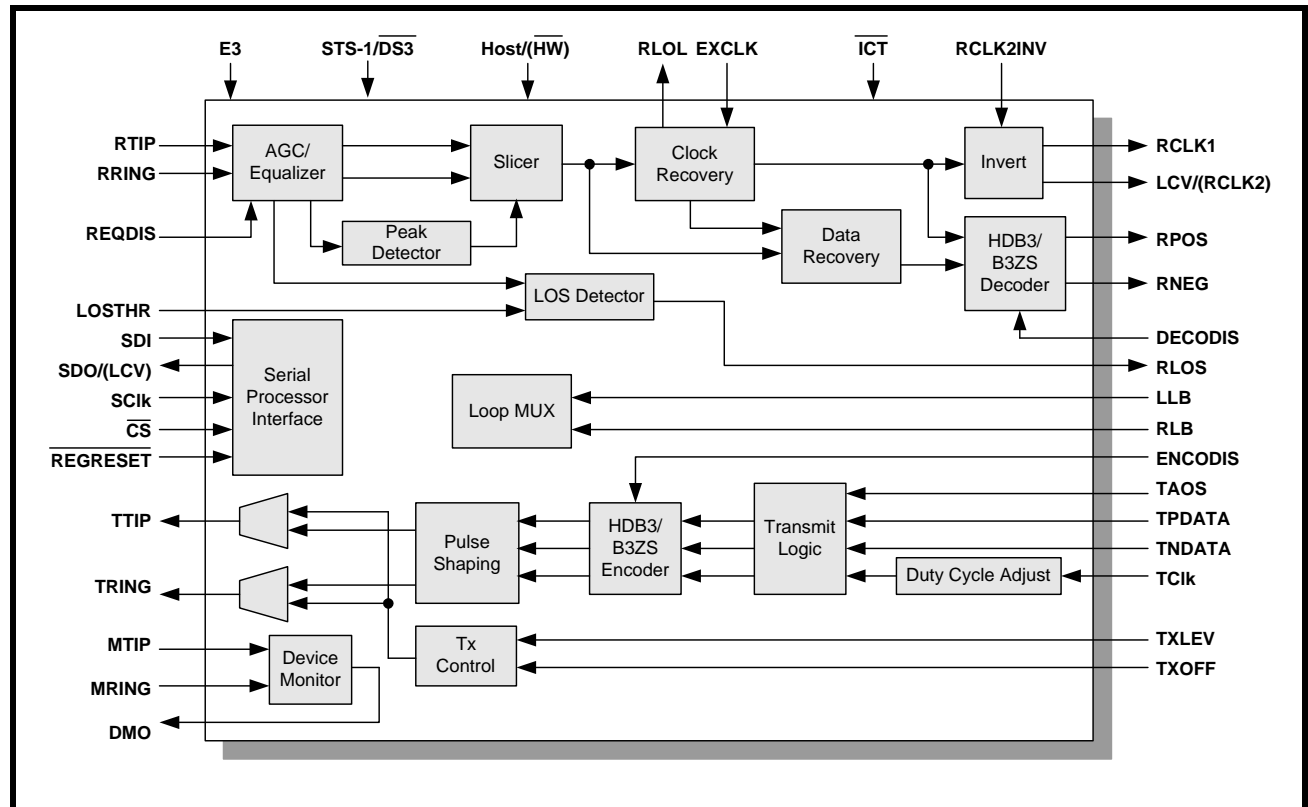 E3
STS-1/DS3
Host/(HW)
RLOL
EXCLK
ICT
RCLK2INV
RTIP
RRING
REQDIS
LOSTHR
SDI
SDO/(LCV)
SClk
CS
REGRESET
TTIP
TRING
MTIP
MRING
DMO
AGC/
Equalizer
Slicer
Peak
Detector
LOS Detector
Clock
Recovery
Data
Recovery
Invert
HDB3/
B3ZS
Decoder
Serial
Processor
Interface
Loop MUX
Pulse
Shaping
HDB3/
B3ZS
Encoder
Transmit
Logic
Duty Cycle Adjust
Tx
Control
Device
Monitor
RCLK1
LCV/(RCLK2)
RPOS
RNEG
DECODIS
RLOS
LLB
RLB
ENCODIS
TAOS
TPDATA
TNDATA
TClk
TXLEV
TXOFF